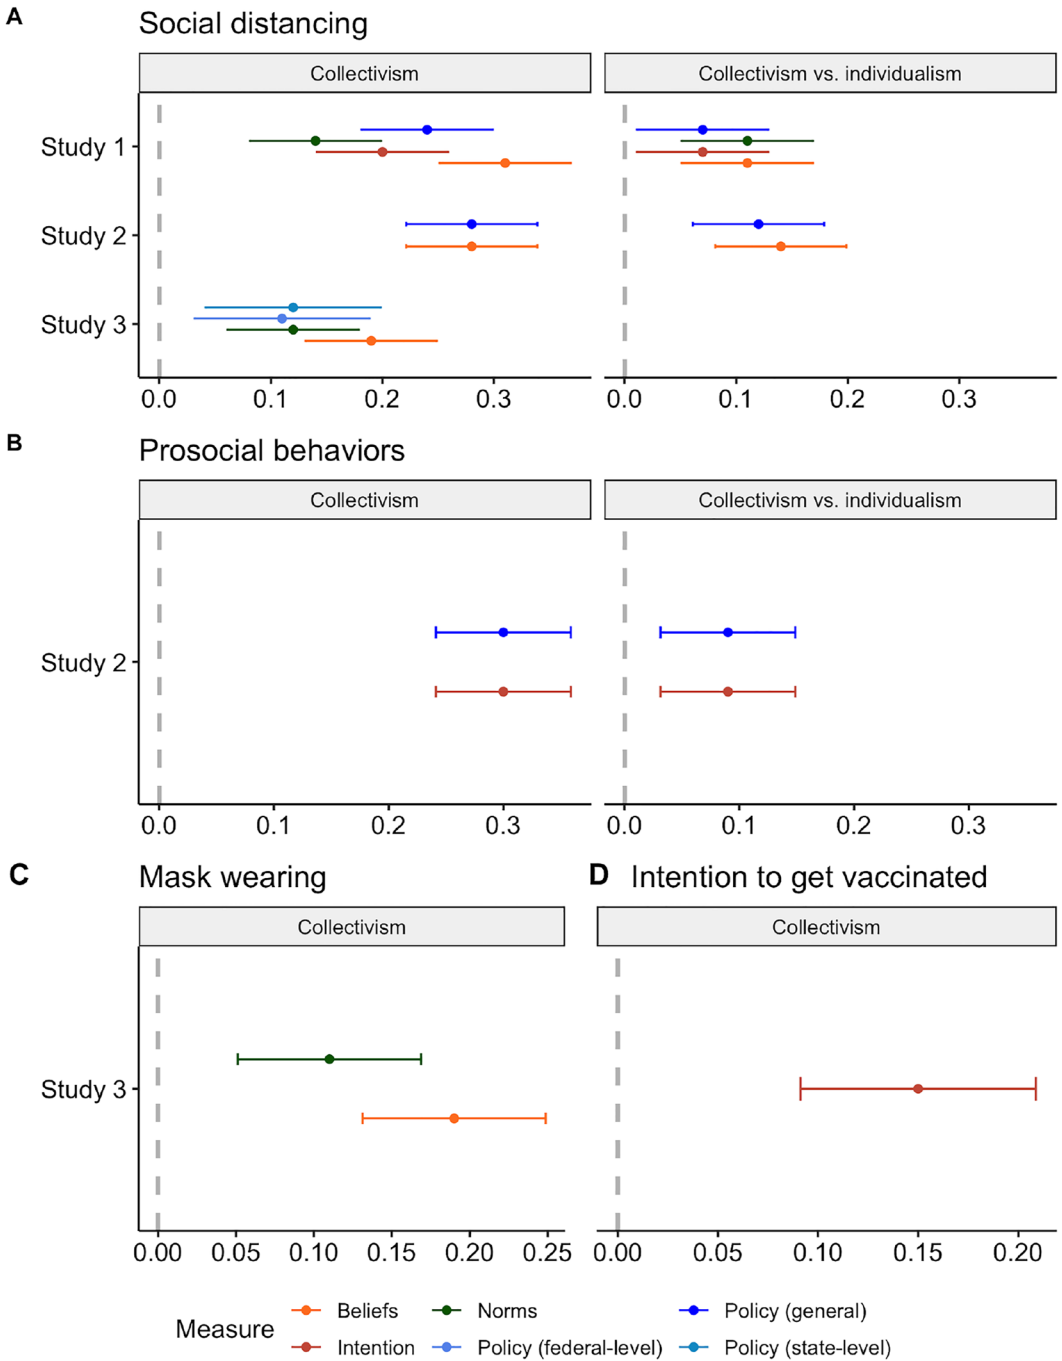 A
Social distancing
Collectivism
Collectivism vs. individualism
Study 1
Study 2
Study 3
0.0 0.1 0.2 0.3
0.0 0.1 0.2 0.3
B
Prosocial behaviors
Collectivism
Collectivism vs. individualism
Study 2
0.0 0.1 0.2 0.3
0.0 0.1 0.2 0.3
C
Mask wearing
Collectivism
Study 3
0.00 0.05 0.10 0.15 0.20 0.25
D
Intention to get vaccinated
Collectivism
0.00 0.05 0.10 0.15 0.20
Measure
Beliefs
Norms
Policy (general)
Intention
Policy (federal-level)
Policy (state-level)